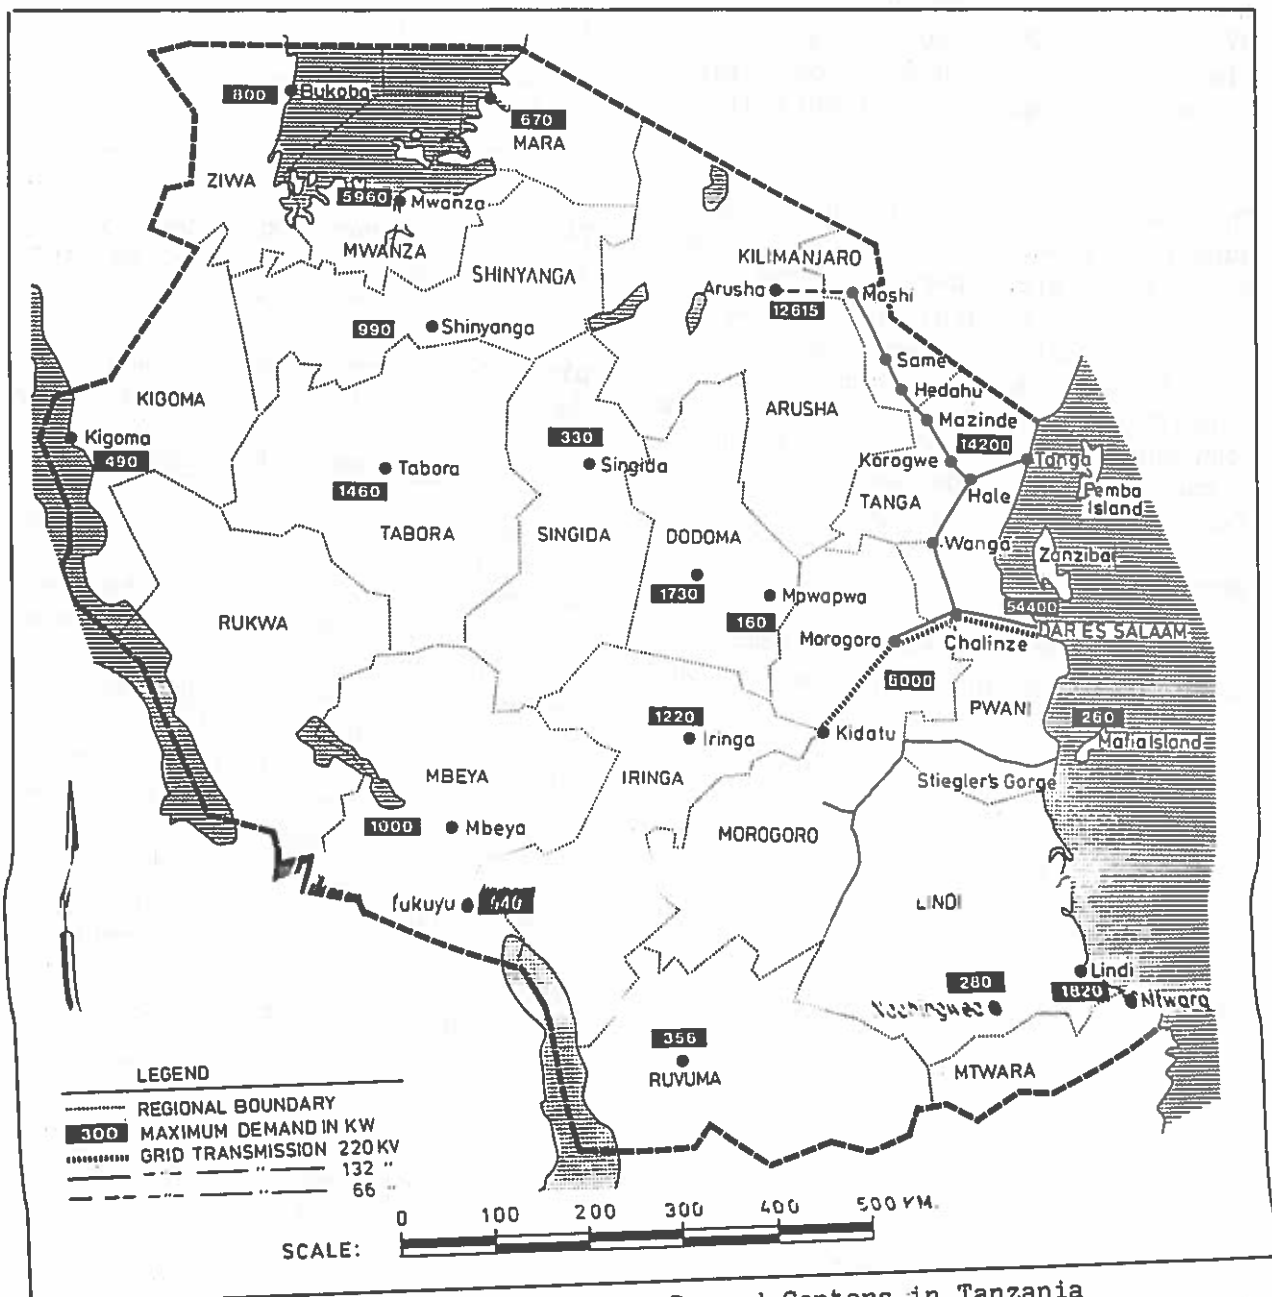 800
Bukoba
670
MARA
ZIWA
5960
Mwanza
MWANZA
SHINYANGA
KILIMANJARO
Arusha
Moshi
12615
990
Shinyanga
Same
Hedahu
KIGOMA
ARUSHA
Mazinde
14200
Kigoma
490
330
Singida
Tabora
1460
Korogwe
Tanga
Hale
TANGA
Pemba
Island
TABORA
SINGIDA
DODOMA
Wanga
Zanzibar
1730
Mpwapwa
160
54400
RUKWA
Morogoro
Chalinze
DAR ES SALAAM
6000
PWANI
260
Mafia Island
1220
Iringa
Kidatu
MBEYA
IRINGA
Stiegler's Gorge
1000
Mbeya
MOROGORO
LINDI
fukuyu
540
Lindi
280
1820
Mtwara
356
RUVUMA
MTWARA
LEGEND
REGIONAL BOUNDARY
300 MAXIMUM DEMAND IN KW
GRID TRANSMISSION 220 KV
" " 132 "
" " 66 "
0 100 200 300 400 500 KM.
SCALE:
Centers in Tanzania